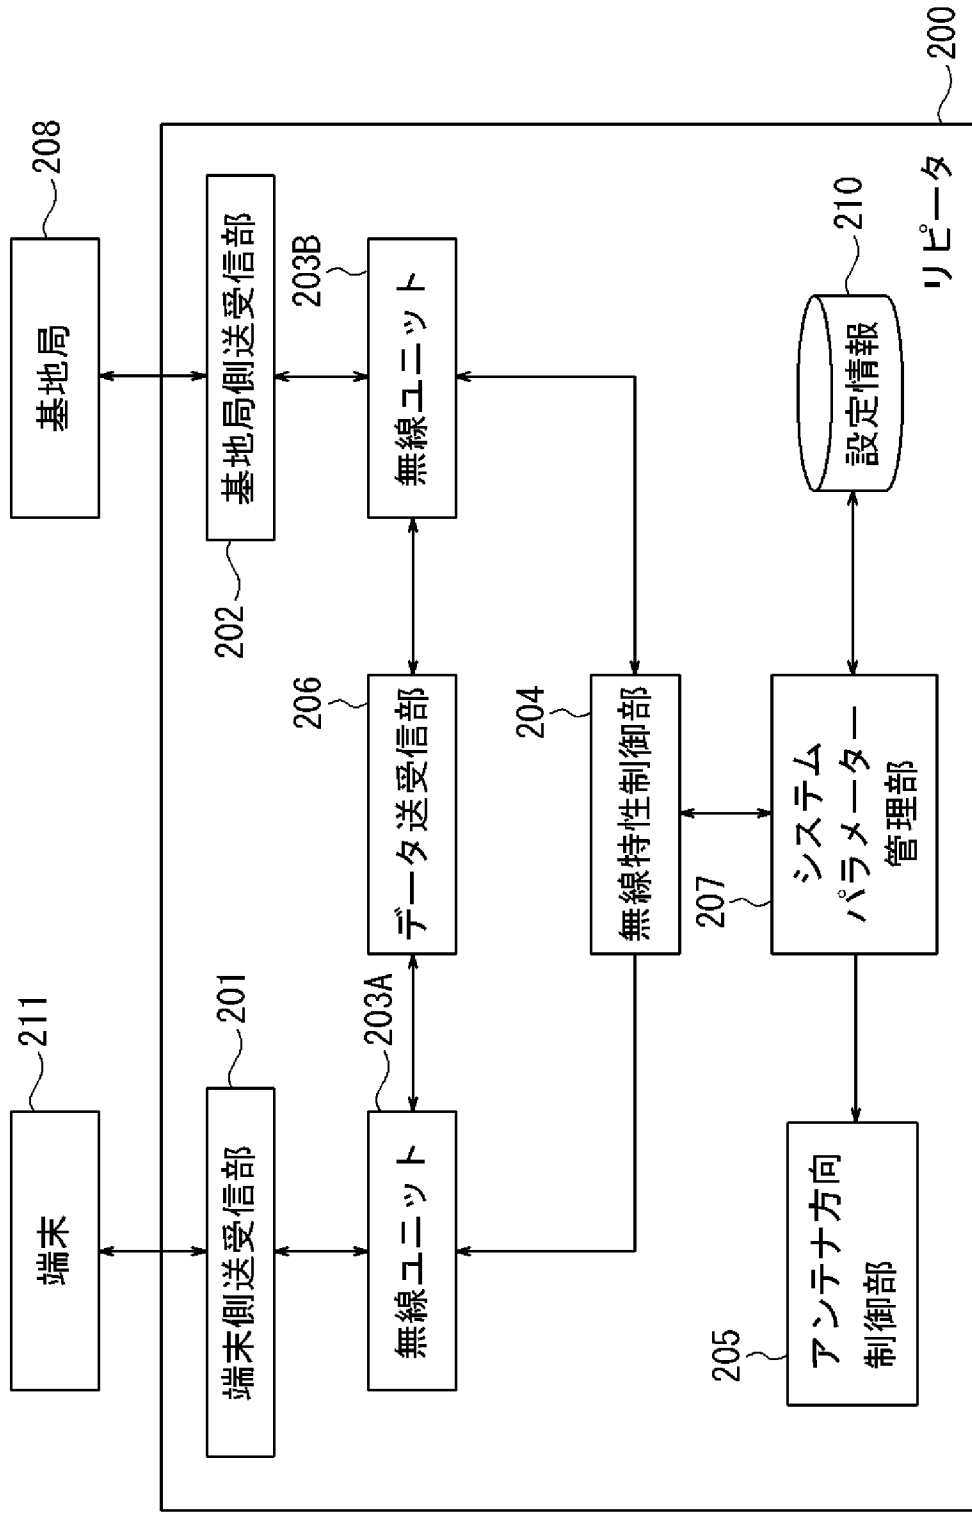 端末
211
基地局
208
端末側送受信部
201
基地局側送受信部
202
無線ユニット
203A
データ送受信部
206
無線ユニット
203B
無線特性制御部
204
アンテナ方向
制御部
205
システム
パラメーター
管理部
207
設定情報
210
リピータ
200